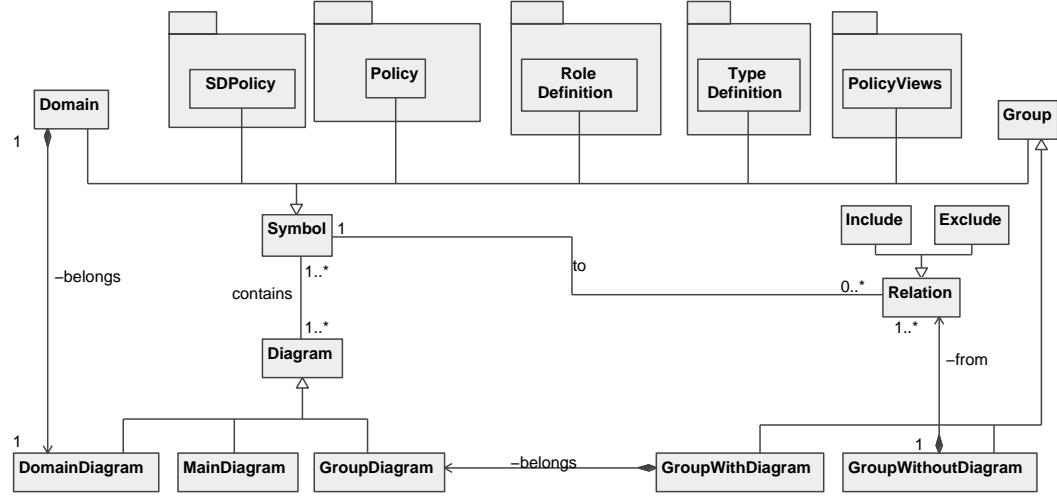 SDPolicy
Policy
Role
Definition
Type
Definition
PolicyViews
Domain
Group
1
Symbol
1
Include
Exclude
1..*
to
–belongs
contains
0..*
Relation
1..*
1..*
Diagram
–from
1
1
DomainDiagram
MainDiagram
GroupDiagram
–belongs
GroupWithDiagram
GroupWithoutDiagram